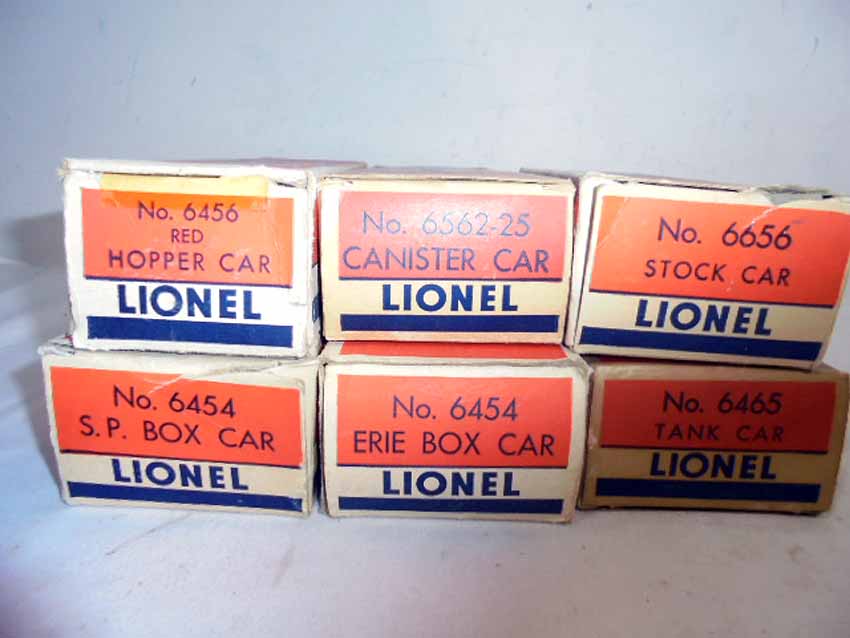 No. 6456
RED
HOPPER CAR
LIONEL
No. 6562-25
CANISTER CAR
LIONEL
No. 6656
STOCK CAR
LIONEL
No. 6454
S.P. BOX CAR
LIONEL
No. 6454
ERIE BOX CAR
LIONEL
No. 6465
TANK CAR
LIONEL